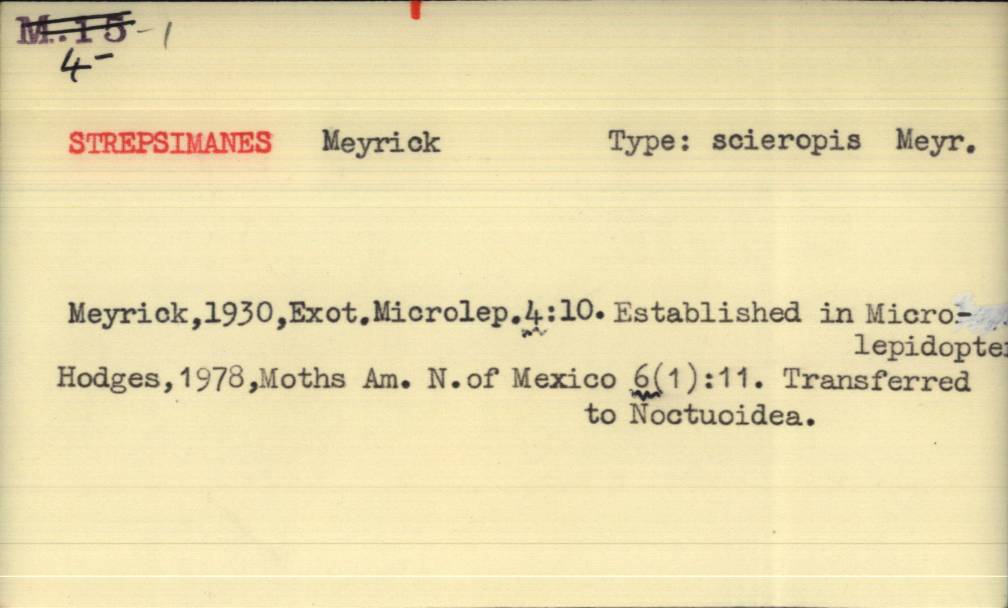 M.15-1
4-
STREPSIMANES Meyrick Type: scieropis Meyr.
Meyrick,1930,Exot.Microlep.4:10. Established in Micro-
lepidopte
Hodges,1978,Moths Am. N.of Mexico 6(1):11. Transferred
to Noctuoidea.